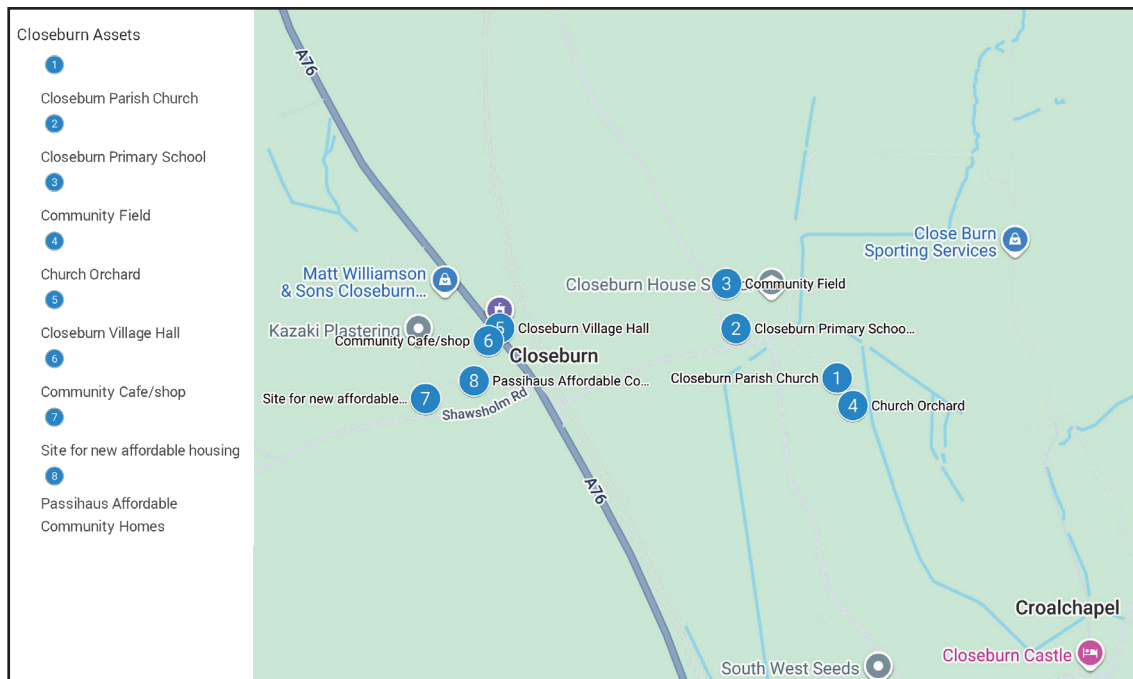 Closeburn Assets
1
Closeburn Parish Church
2
Closeburn Primary School
3
Community Field
4
Church Orchard
5
Closeburn Village Hall
6
Community Cafe/shop
7
Site for new affordable housing
8
Passihaus Affordable
Community Homes
A76
Close Burn
Sporting Services
Matt Williamson
& Sons Closeburn...
Closeburn House S
3
Community Field
Kazaki Plastering
5
Closeburn Village Hall
2
Closeburn Primary Schoo...
Community Cafe/shop
6
Closeburn
8
Passihaus Affordable Co...
Closeburn Parish Church
1
Site for new affordable...
7
Shawsholm Rd
4
Church Orchard
A76
Croalchapel
Closeburn Castle
South West Seeds